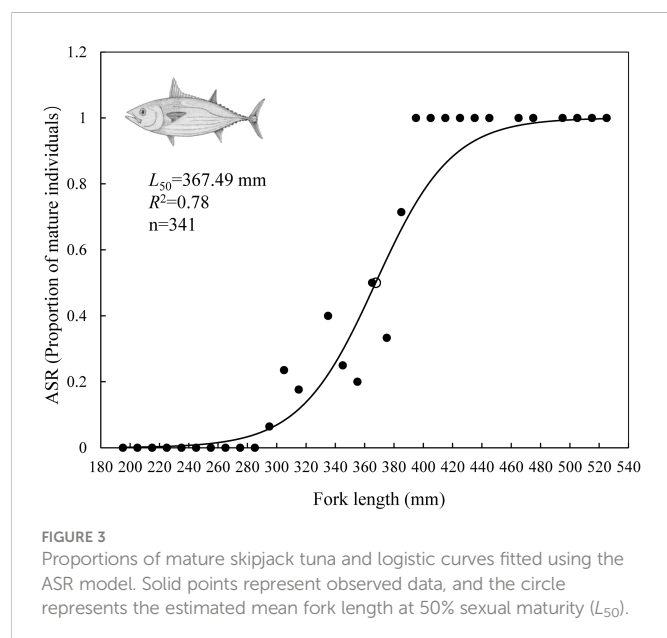 1.2
1
0.8
0.6
0.4
0.2
0
ASR (Proportion of mature individuals)
L₅₀=367.49 mm
R²=0.78
n=341
180 200 220 240 260 280 300 320 340 360 380 400 420 440 460 480 500 520 540
Fork length (mm)
FIGURE 3
Proportions of mature skipjack tuna and logistic curves fitted using the
ASR model. Solid points represent observed data, and the circle
represents the estimated mean fork length at 50% sexual maturity (L₅₀).